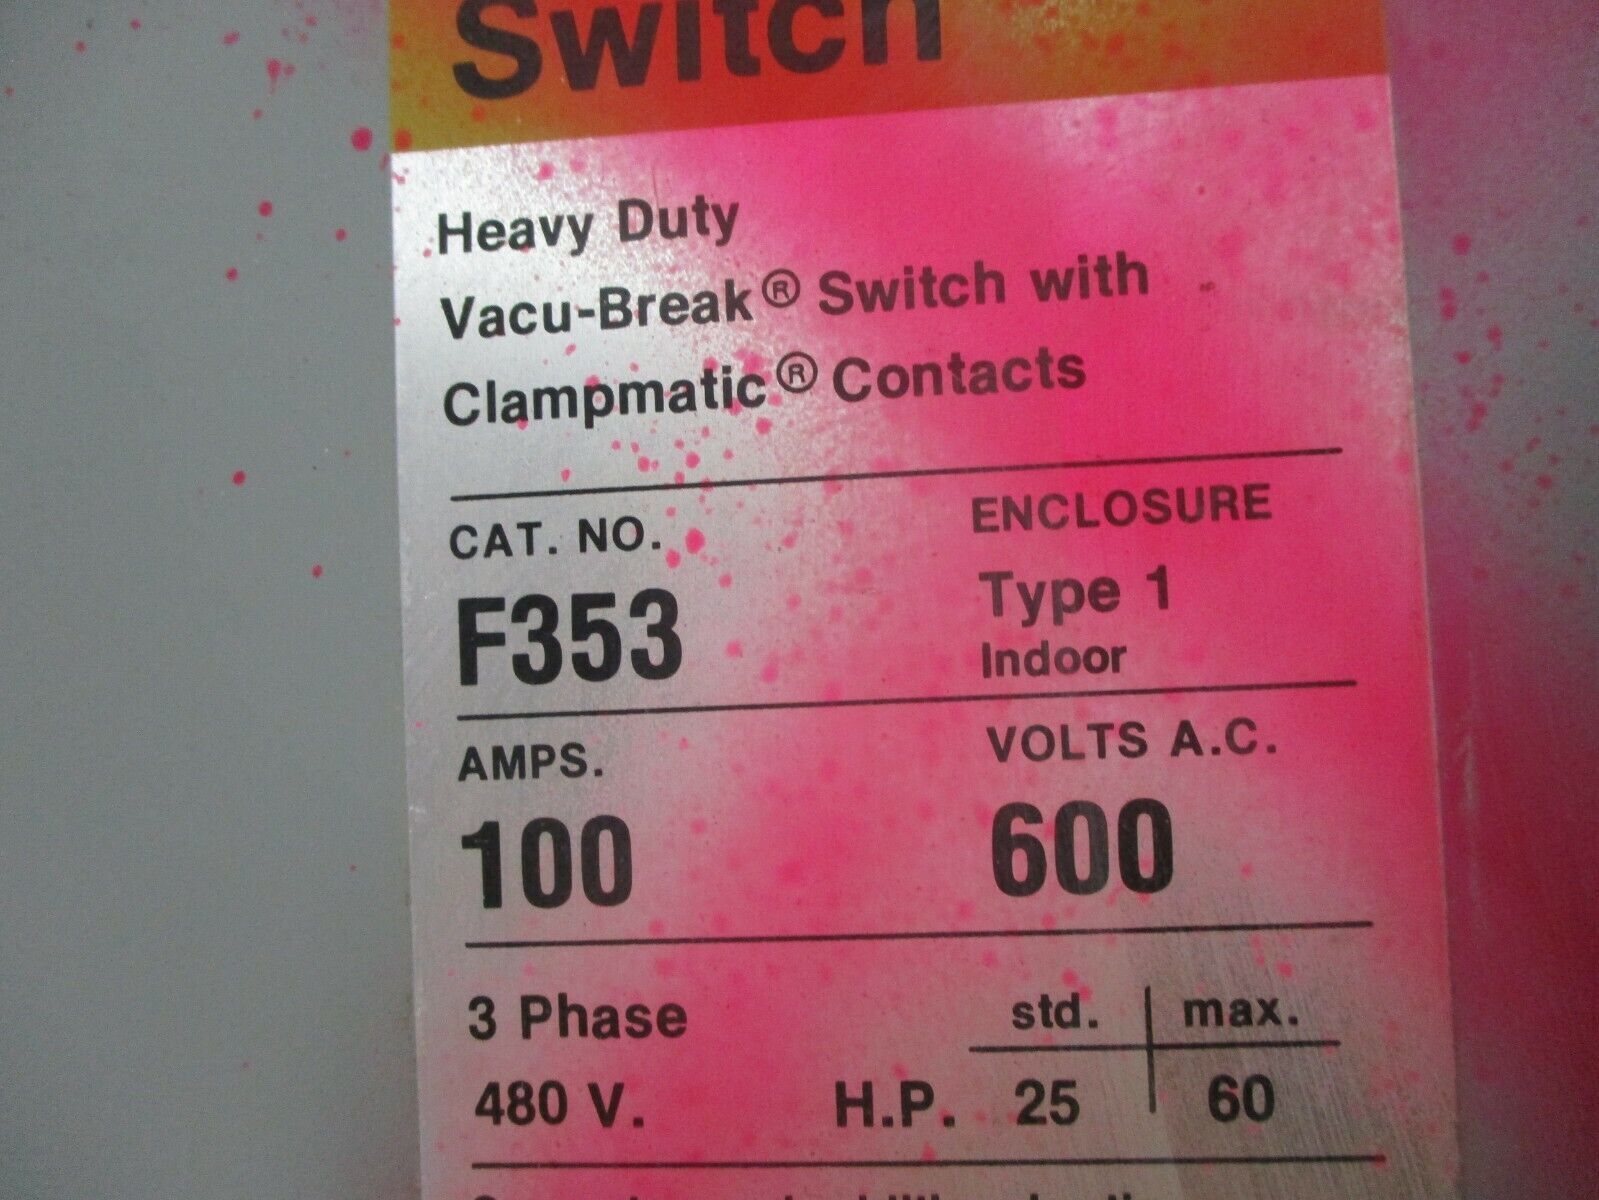 Switch
Heavy Duty
Vacu-Break® Switch with
Clampmatic® Contacts
CAT. NO. ENCLOSURE
F353 Type 1
Indoor
AMPS. VOLTS A.C.
100 600
3 Phase std. max.
480 V. H.P. 25 60